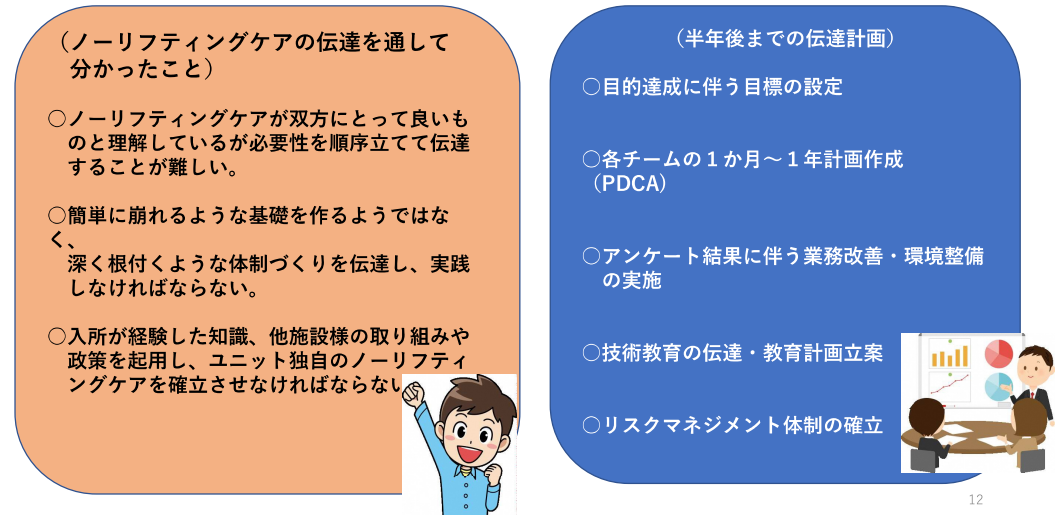 （ノーリフティングケアの伝達を通して
分かったこと）
○ノーリフティングケアが双方にとって良いも
のと理解しているが必要性を順序立てて伝達
することが難しい。
○簡単に崩れるような基礎を作るようではな
く、
深く根付くような体制づくりを伝達し、実践
しなければならない。
○入所が経験した知識、他施設様の取り組みや
政策を起用し、ユニット独自のノーリフティ
ングケアを確立させなければならない
（半年後までの伝達計画）
○目的達成に伴う目標の設定
○各チームの１か月～１年計画作成
（PDCA）
○アンケート結果に伴う業務改善・環境整備
の実施
○技術教育の伝達・教育計画立案
○リスクマネジメント体制の確立
12